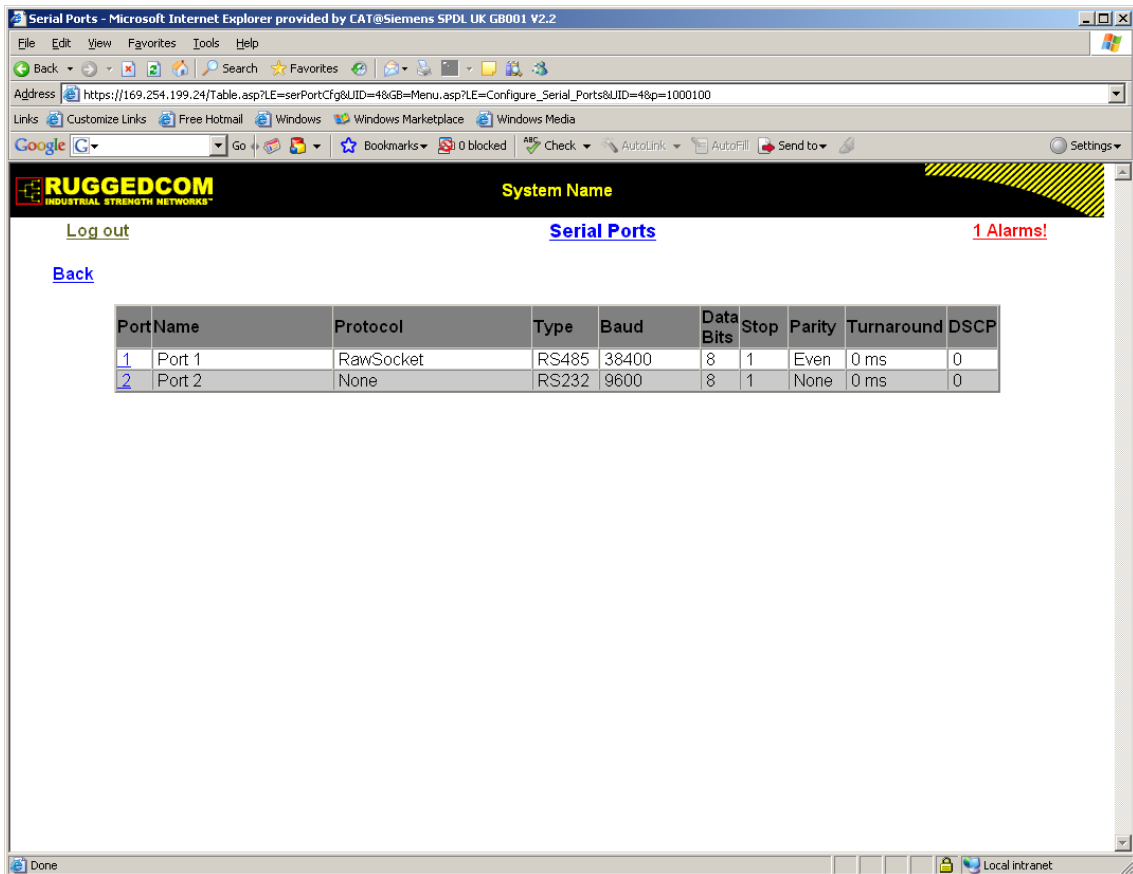 Serial Ports - Microsoft Internet Explorer provided by CAT@Siemens SPDL UK GB001 V2.2
File Edit View Favorites Tools Help
Back Search Favorites
Address https://169.254.199.24/Table.asp?LE=serPortCfg&UID=4&GB=Menu.asp?LE=Configure_Serial_Ports&UID=4&p=1000100
Links Customize Links Free Hotmail Windows Windows Marketplace Windows Media
Google G Go Bookmarks 0 blocked ABC Check AutoLink AutoFill Send to Settings
RUGGEDCOM
INDUSTRIAL STRENGTH NETWORKS™
System Name
Log out Serial Ports 1 Alarms!
Back
Port Name Protocol Type Baud Data Bits Stop Parity Turnaround DSCP
1 Port 1 RawSocket RS485 38400 8 1 Even 0 ms 0
2 Port 2 None RS232 9600 8 1 None 0 ms 0
Done Local intranet